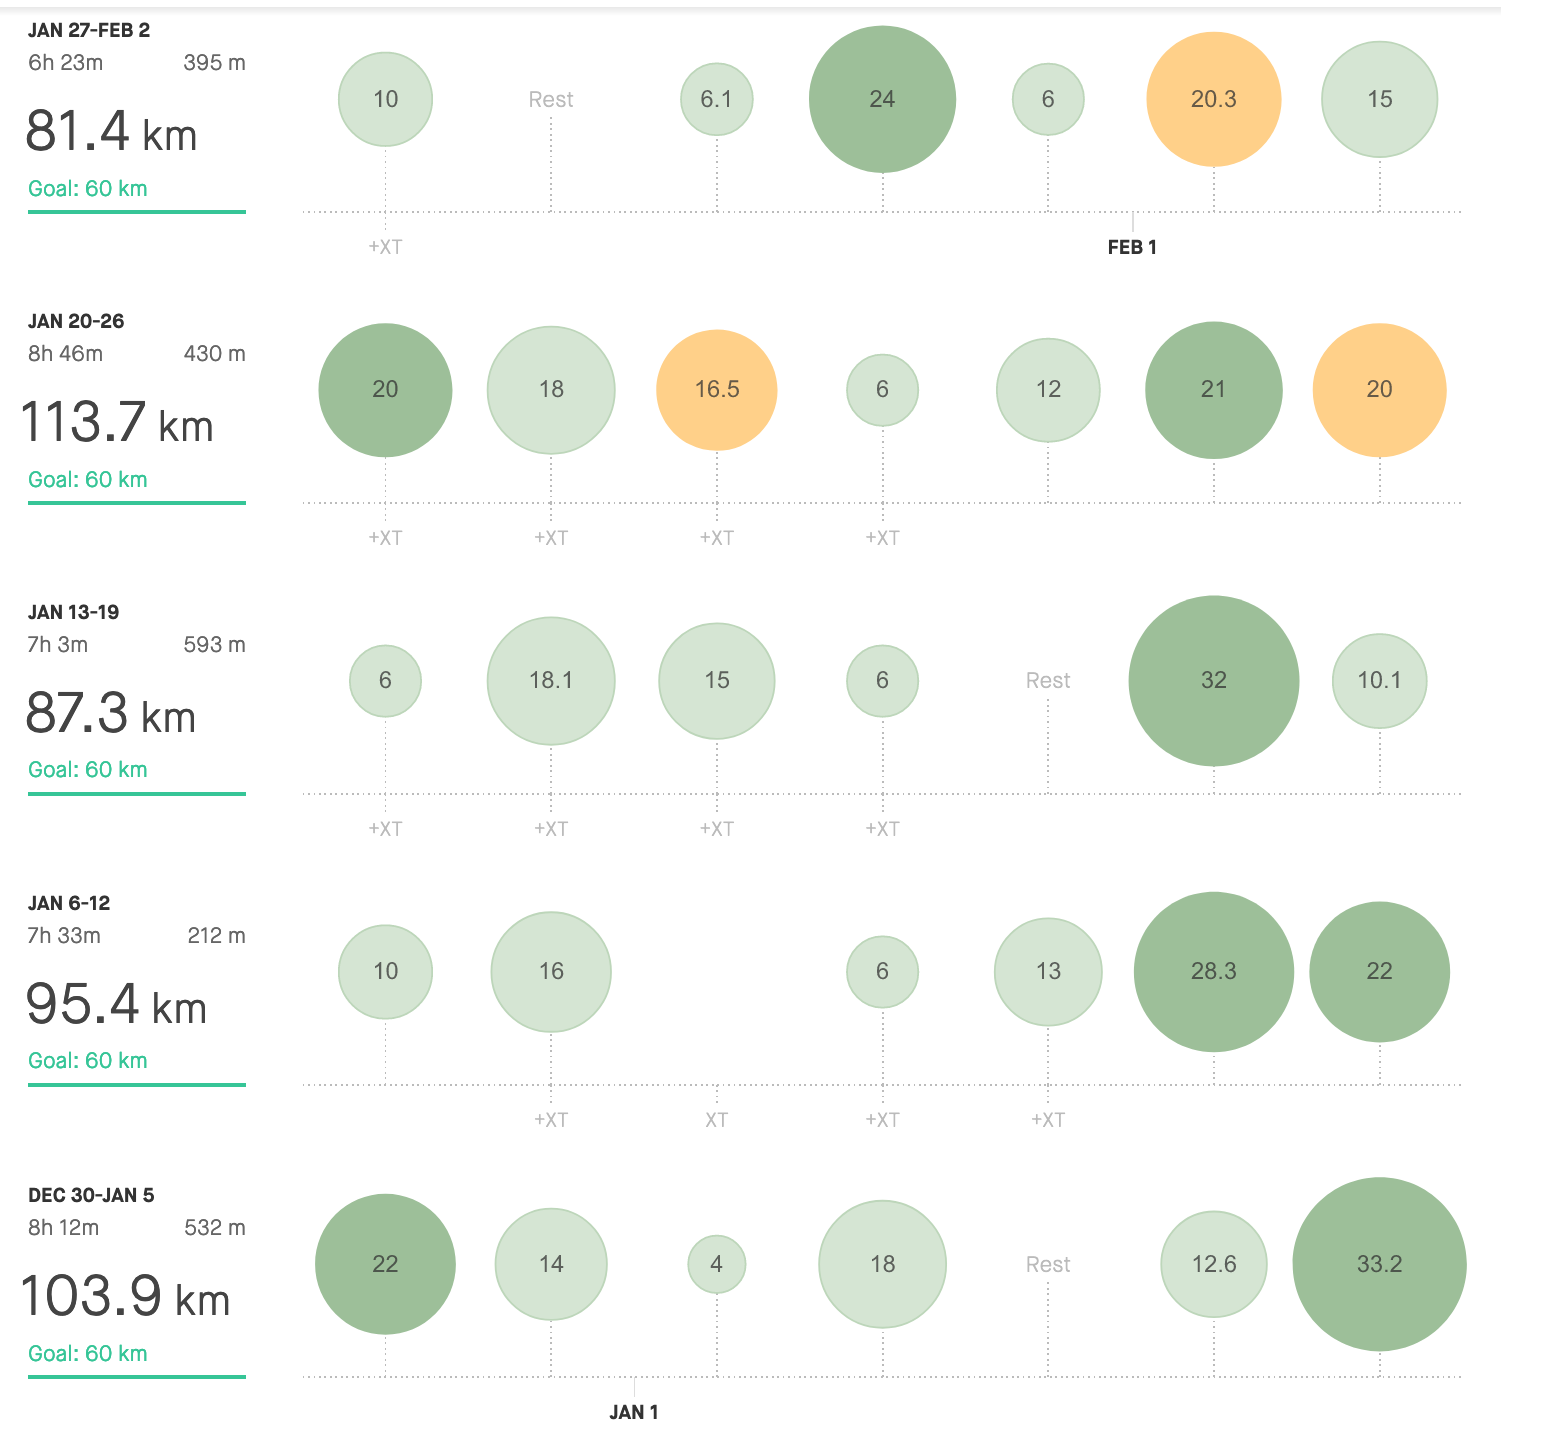 JAN 27-FEB 2
6h 23m 395 m
81.4 km
Goal: 60 km
10 Rest 6.1 24 6 20.3 15
+XT
FEB 1
JAN 20-26
8h 46m 430 m
113.7 km
Goal: 60 km
20 18 16.5 6 12 21 20
+XT +XT +XT +XT
JAN 13-19
7h 3m 593 m
87.3 km
Goal: 60 km
6 18.1 15 6 Rest 32 10.1
+XT +XT +XT +XT
JAN 6-12
7h 33m 212 m
95.4 km
Goal: 60 km
10 16 6 13 28.3 22
+XT XT +XT +XT
DEC 30-JAN 5
8h 12m 532 m
103.9 km
Goal: 60 km
22 14 4 18 Rest 12.6 33.2
JAN 1